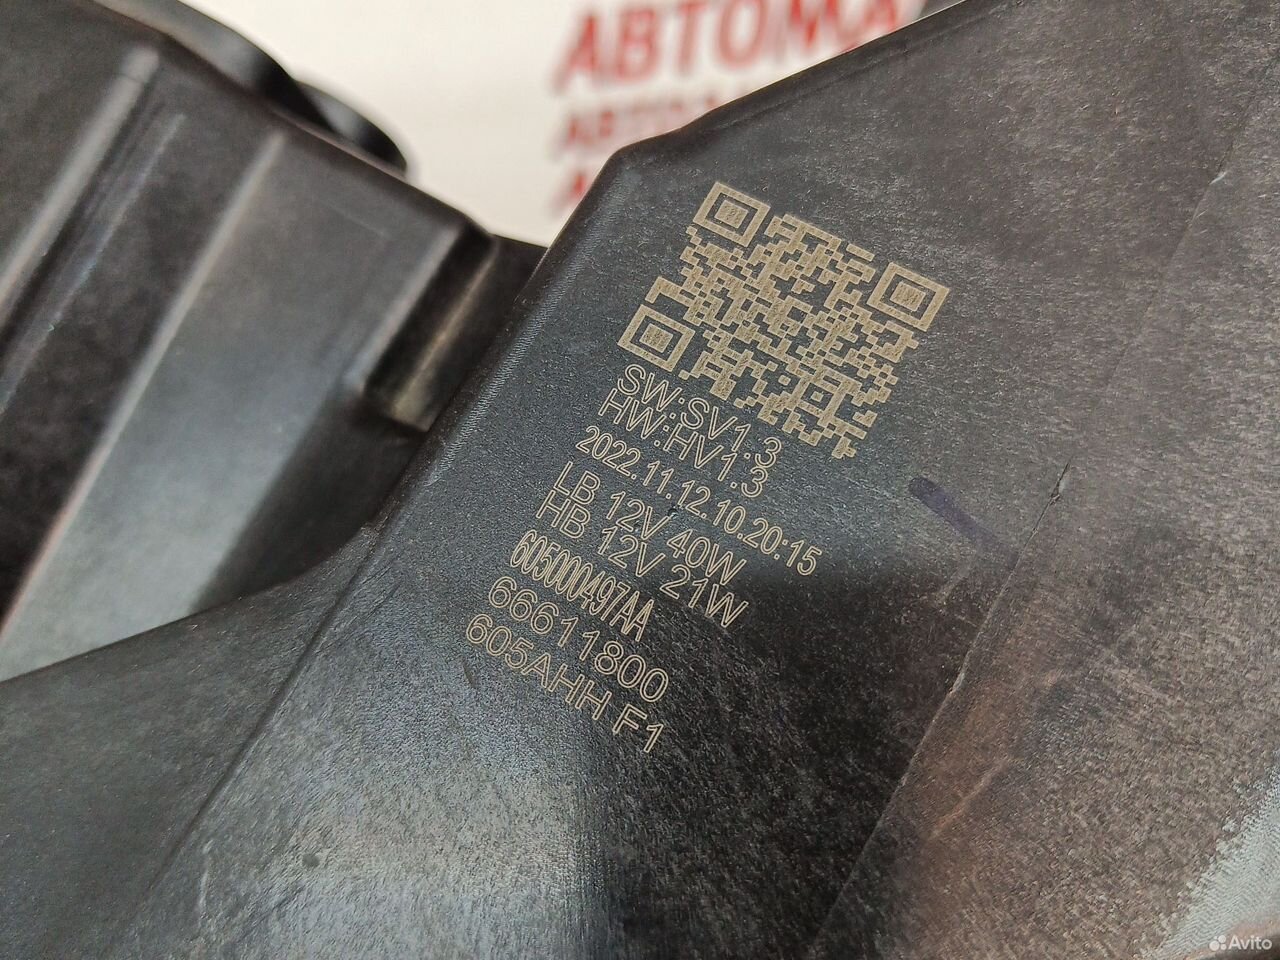 АВТОМА
SW:SV1.3
HW:HV1.3
2022.11.12.10.20:15
LB 12V 40W
HB 12V 21W
605000497AA
66611800
605AHH F1
Avito